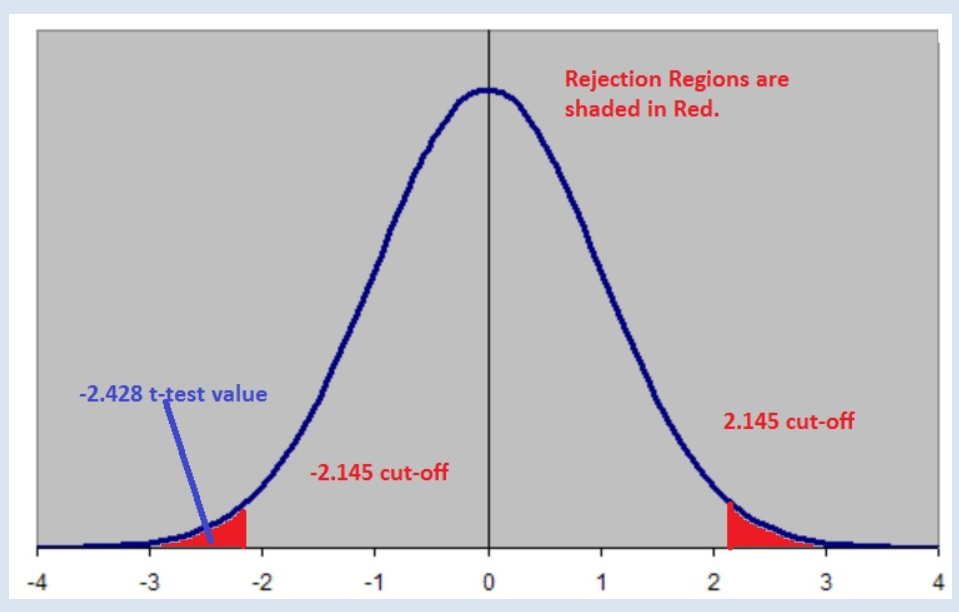 Rejection Regions are
shaded in Red.
-2.428 t-test value
2.145 cut-off
-2.145 cut-off
-4 -3 -2 -1 0 1 2 3 4